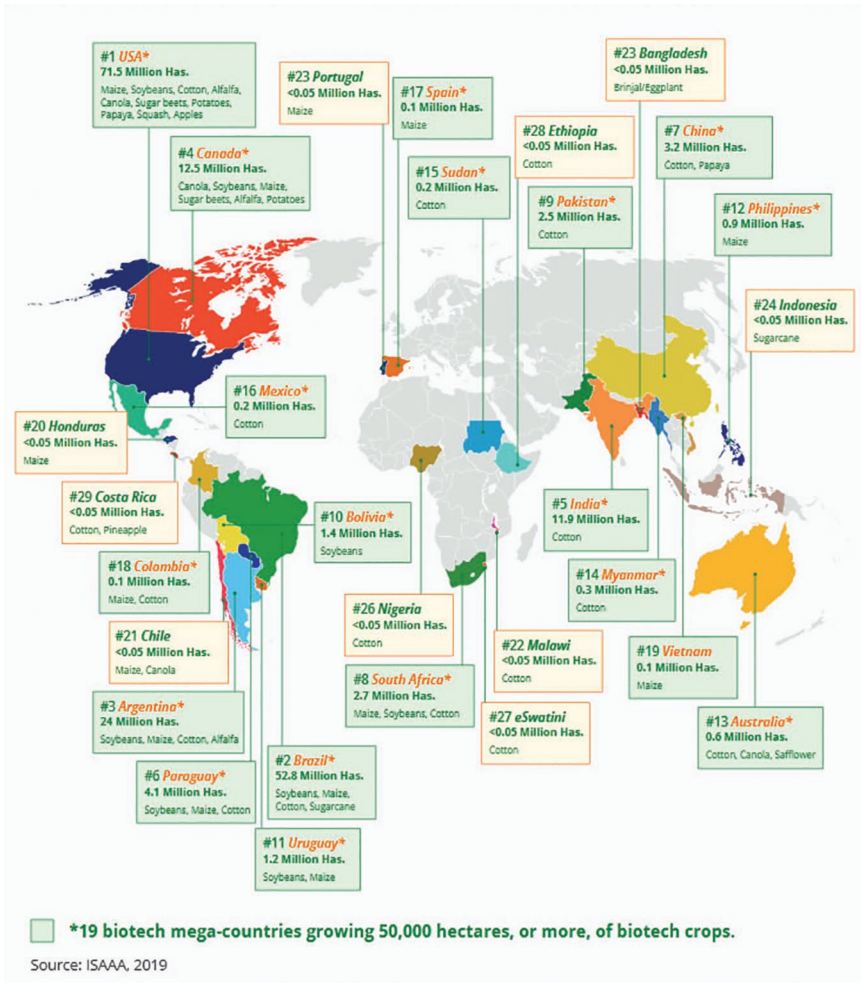 #1 USA*
71.5 Million Has.
Maize, Soybeans, Cotton, Alfalfa,
Canola, Sugar beets, Potatoes,
Papaya, Squash, Apples
#23 Portugal
<0.05 Million Has.
Maize
#17 Spain*
0.1 Million Has.
Maize
#23 Bangladesh
<0.05 Million Has.
Brinjal/Eggplant
#4 Canada*
12.5 Million Has.
Canola, Soybeans, Maize,
Sugar beets, Alfalfa, Potatoes
#15 Sudan*
0.2 Million Has.
Cotton
#28 Ethiopia
<0.05 Million Has.
Cotton
#7 China*
3.2 Million Has.
Cotton, Papaya
#9 Pakistan*
2.5 Million Has.
Cotton
#12 Philippines*
0.9 Million Has.
Maize
#24 Indonesia
<0.05 Million Has.
Sugarcane
#16 Mexico*
0.2 Million Has.
Cotton
#20 Honduras
<0.05 Million Has.
Maize
#29 Costa Rica
<0.05 Million Has.
Cotton, Pineapple
#10 Bolivia*
1.4 Million Has.
Soybeans
#5 India*
11.9 Million Has.
Cotton
#18 Colombia*
0.1 Million Has.
Maize, Cotton
#14 Myanmar*
0.3 Million Has.
Cotton
#26 Nigeria
<0.05 Million Has.
Cotton
#21 Chile
<0.05 Million Has.
Maize, Canola
#22 Malawi
<0.05 Million Has.
Cotton
#19 Vietnam
0.1 Million Has.
Maize
#8 South Africa*
2.7 Million Has.
Maize, Soybeans, Cotton
#3 Argentina*
24 Million Has.
Soybeans, Maize, Cotton, Alfalfa
#27 eSwatini
<0.05 Million Has.
Cotton
#13 Australia*
0.6 Million Has.
Cotton, Canola, Safflower
#6 Paraguay*
4.1 Million Has.
Soybeans, Maize, Cotton
#2 Brazil*
52.8 Million Has.
Soybeans, Maize,
Cotton, Sugarcane
#11 Uruguay*
1.2 Million Has.
Soybeans, Maize
*19 biotech mega-countries growing 50,000 hectares, or more, of biotech crops.
Source: ISAAA, 2019